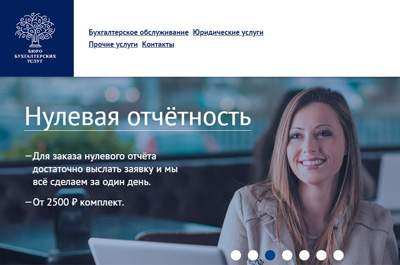 БЮРО
БУХГАЛТЕРСКИХ
УСЛУГ
Бухгалтерское обслуживание Юридические услуги
Прочие услуги Контакты
Нулевая отчётность
—Для заказа нулевого отчёта
достаточно выслать заявку и мы
всё сделаем за один день.
—От 2500 ₽ комплект.